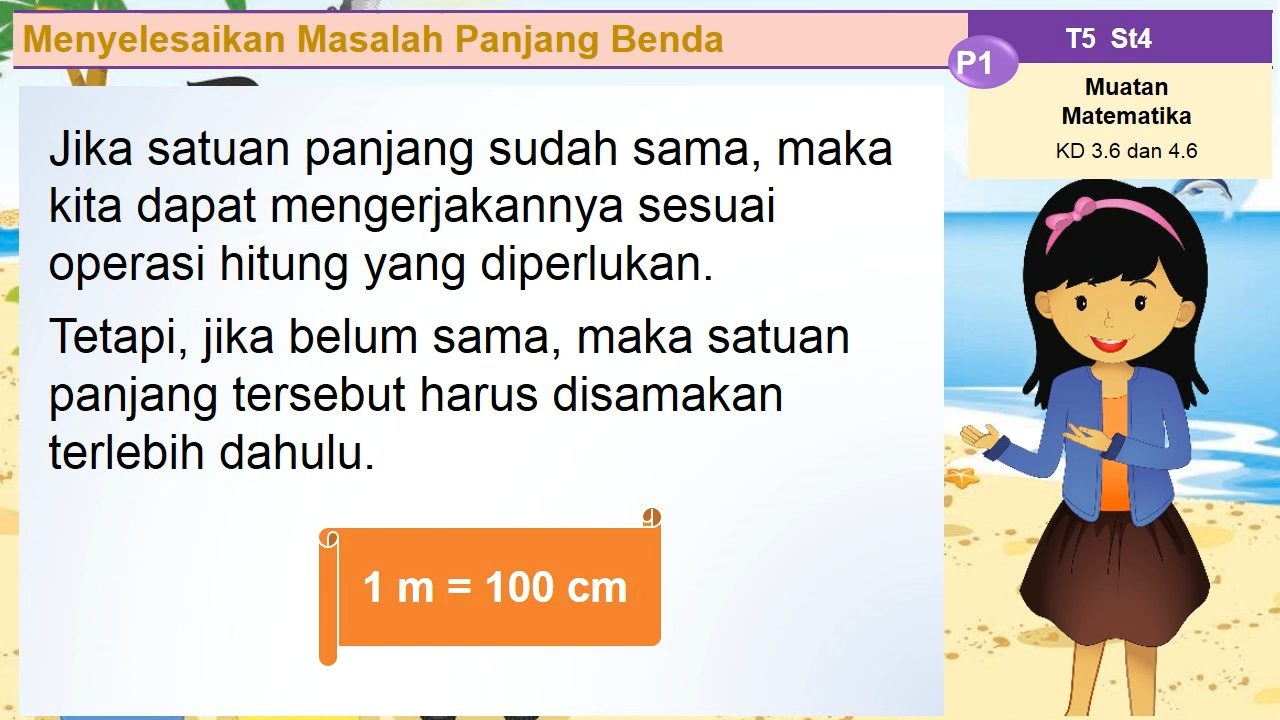 Menyelesaikan Masalah Panjang Benda
T5 St4
P1
Muatan
Matematika
KD 3.6 dan 4.6
Jika satuan panjang sudah sama, maka
kita dapat mengerjakannya sesuai
operasi hitung yang diperlukan.
Tetapi, jika belum sama, maka satuan
panjang tersebut harus disamakan
terlebih dahulu.
1 m = 100 cm